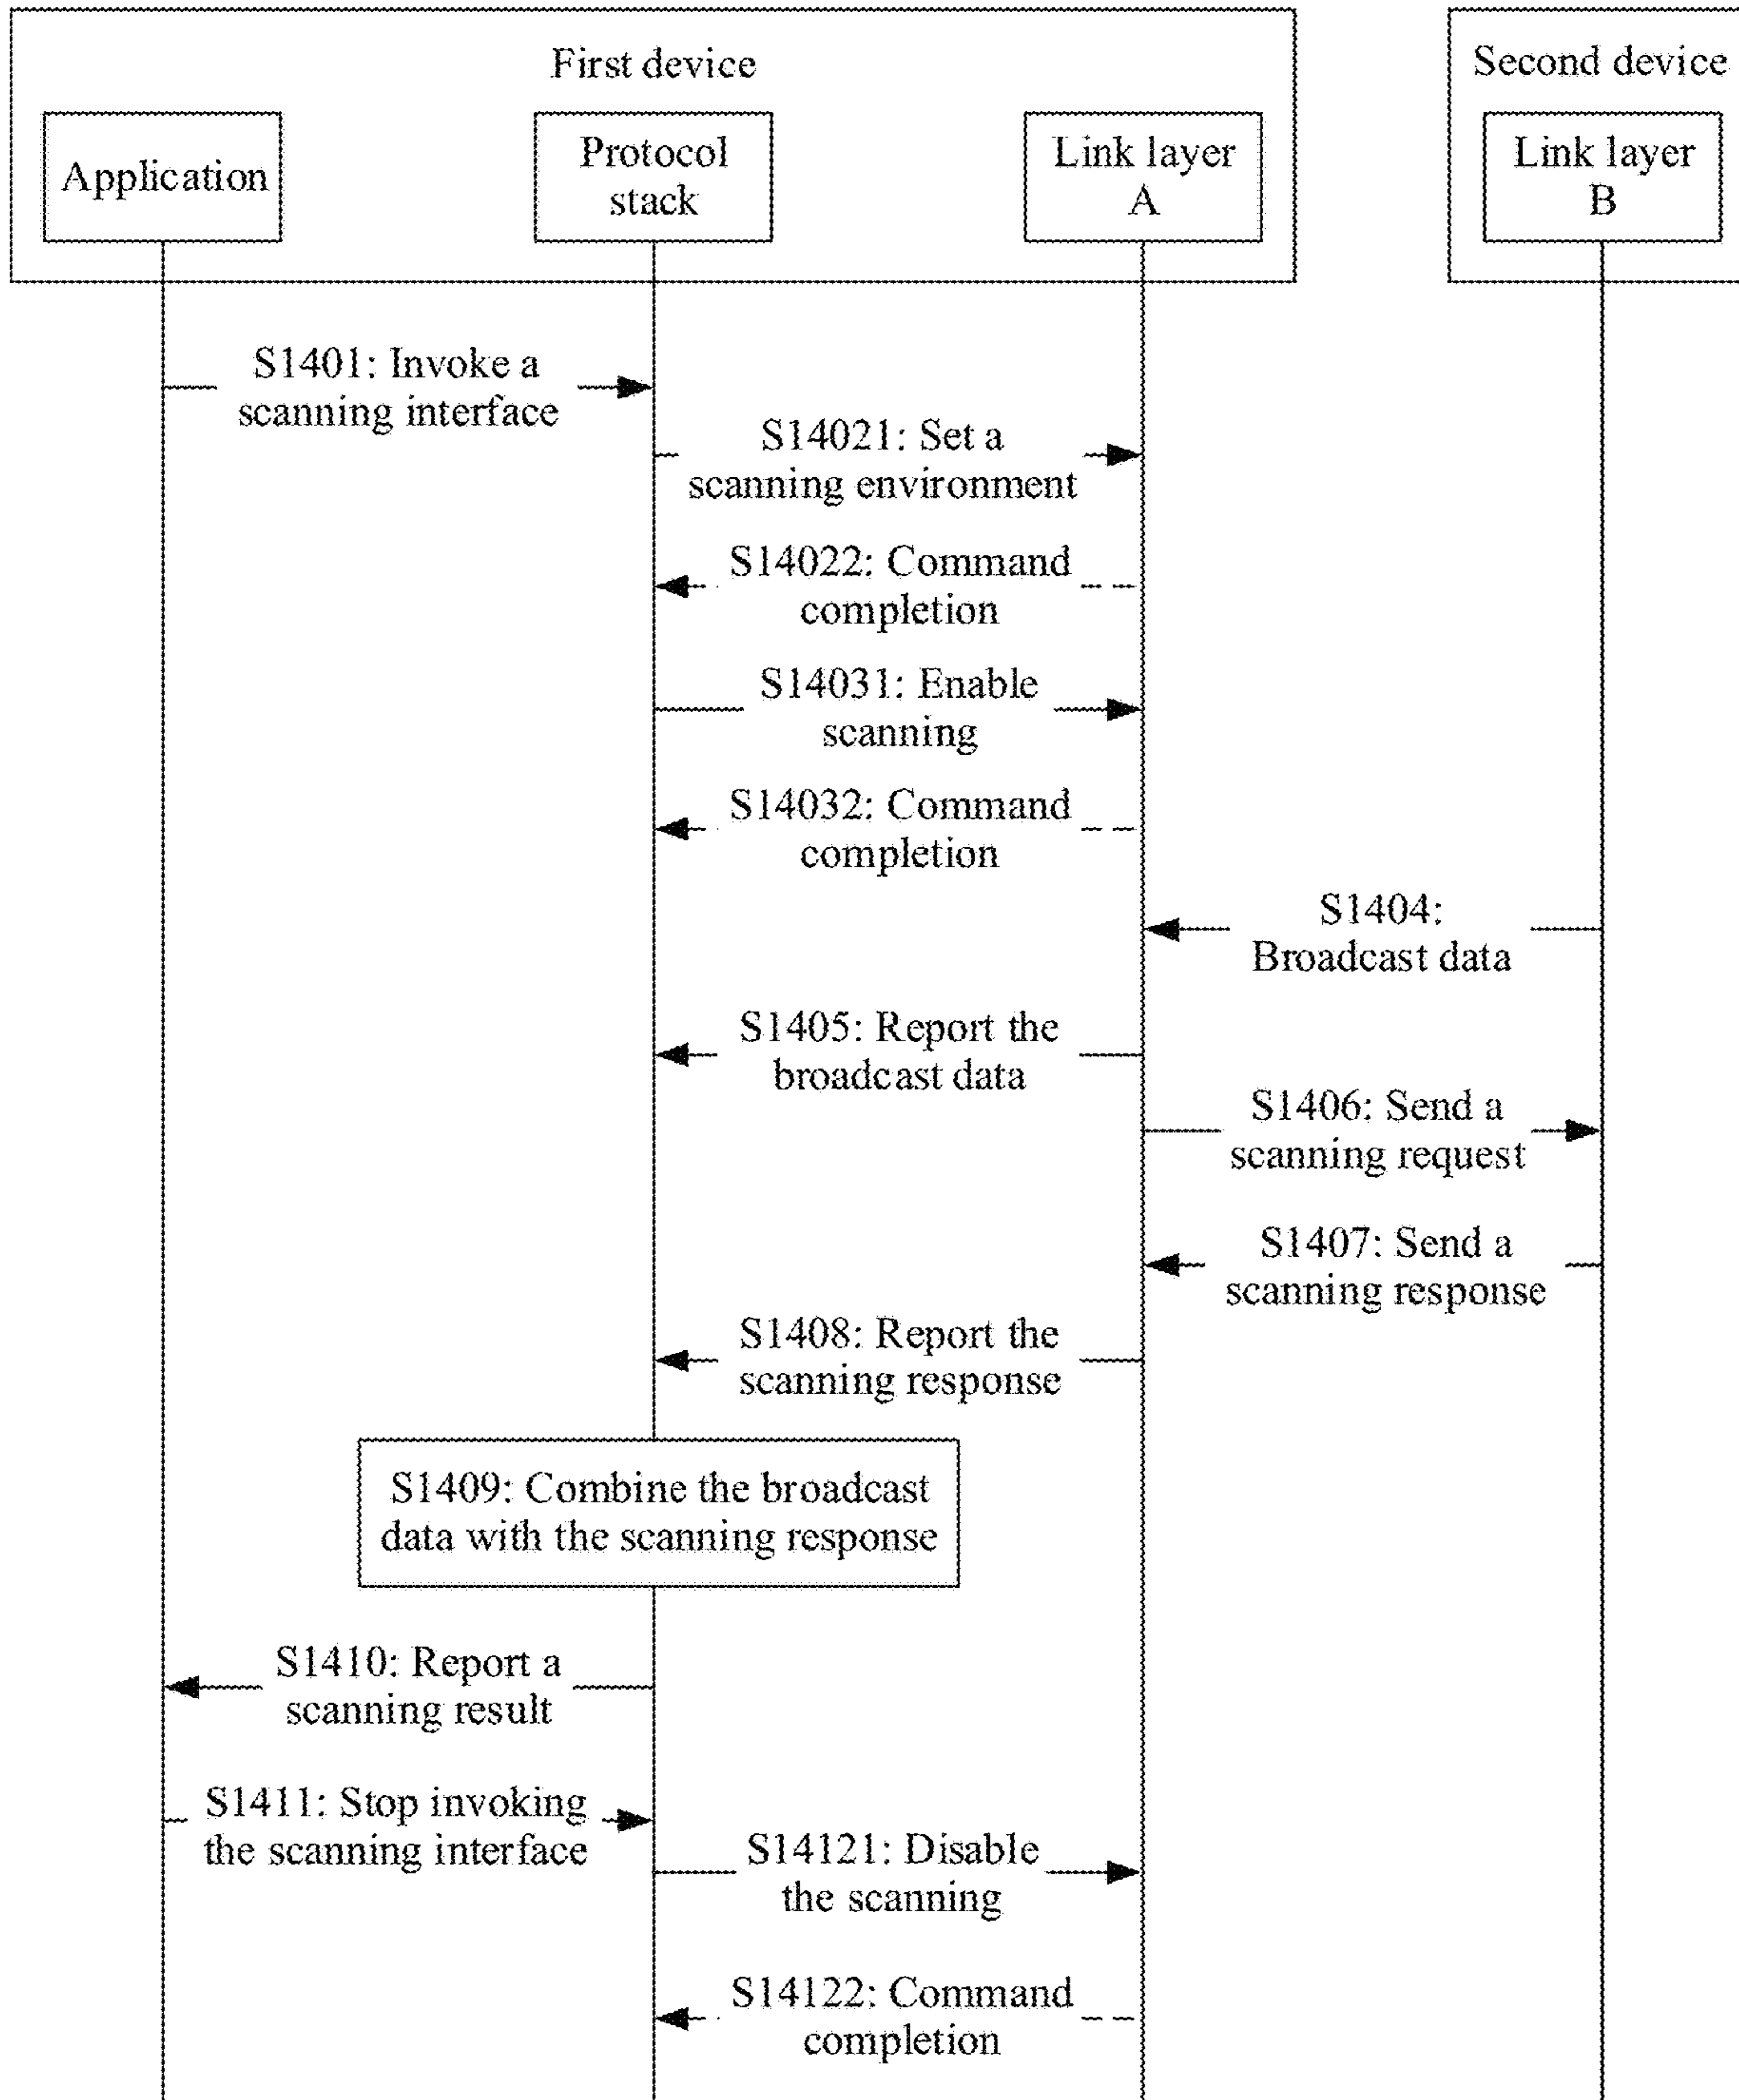 First device
Second device
Application
Protocol
stack
Link layer
A
Link layer
B
S1401: Invoke a
scanning interface
S14021: Set a
scanning environment
S14022: Command
completion
S14031: Enable
scanning
S14032: Command
completion
S1404:
Broadcast data
S1405: Report the
broadcast data
S1406: Send a
scanning request
S1407: Send a
scanning response
S1408: Report the
scanning response
S1409: Combine the broadcast
data with the scanning response
S1410: Report a
scanning result
S1411: Stop invoking
the scanning interface
S14121: Disable
the scanning
S14122: Command
completion